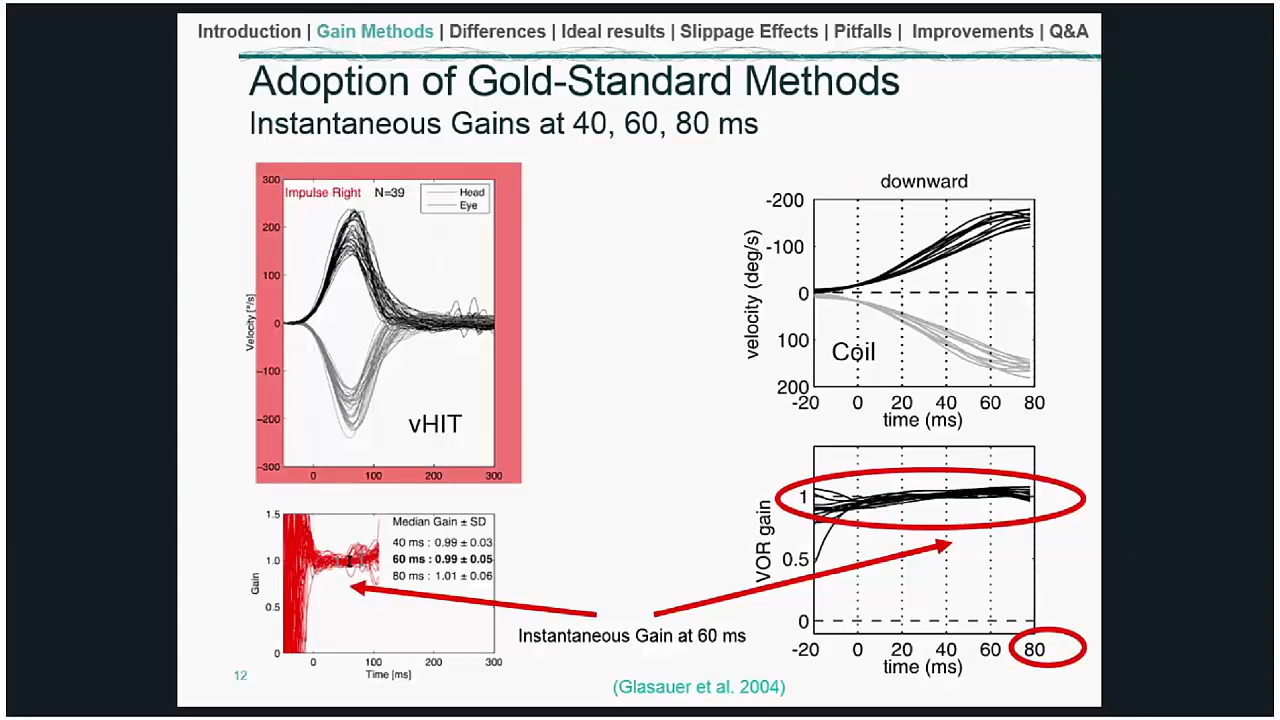 Introduction | Gain Methods | Differences | Ideal results | Slippage Effects | Pitfalls | Improvements | Q&A
Adoption of Gold-Standard Methods
Instantaneous Gains at 40, 60, 80 ms
Impulse Right N=39
Head
Eye
300
200
100
0
−100
−200
−300
Velocity [°/s]
vHIT
0 100 200 300
downward
-200
-100
0
100
200
velocity (deg/s)
Coil
-20 0 20 40 60 80
time (ms)
1.5
1.0
0.5
0
Gain
Median Gain ± SD
40 ms : 0.99 ± 0.03
60 ms : 0.99 ± 0.05
80 ms : 1.01 ± 0.06
0 100 200 300
Time [ms]
Instantaneous Gain at 60 ms
1
0.5
0
VOR gain
-20 0 20 40 60 80
time (ms)
12
(Glasauer et al. 2004)